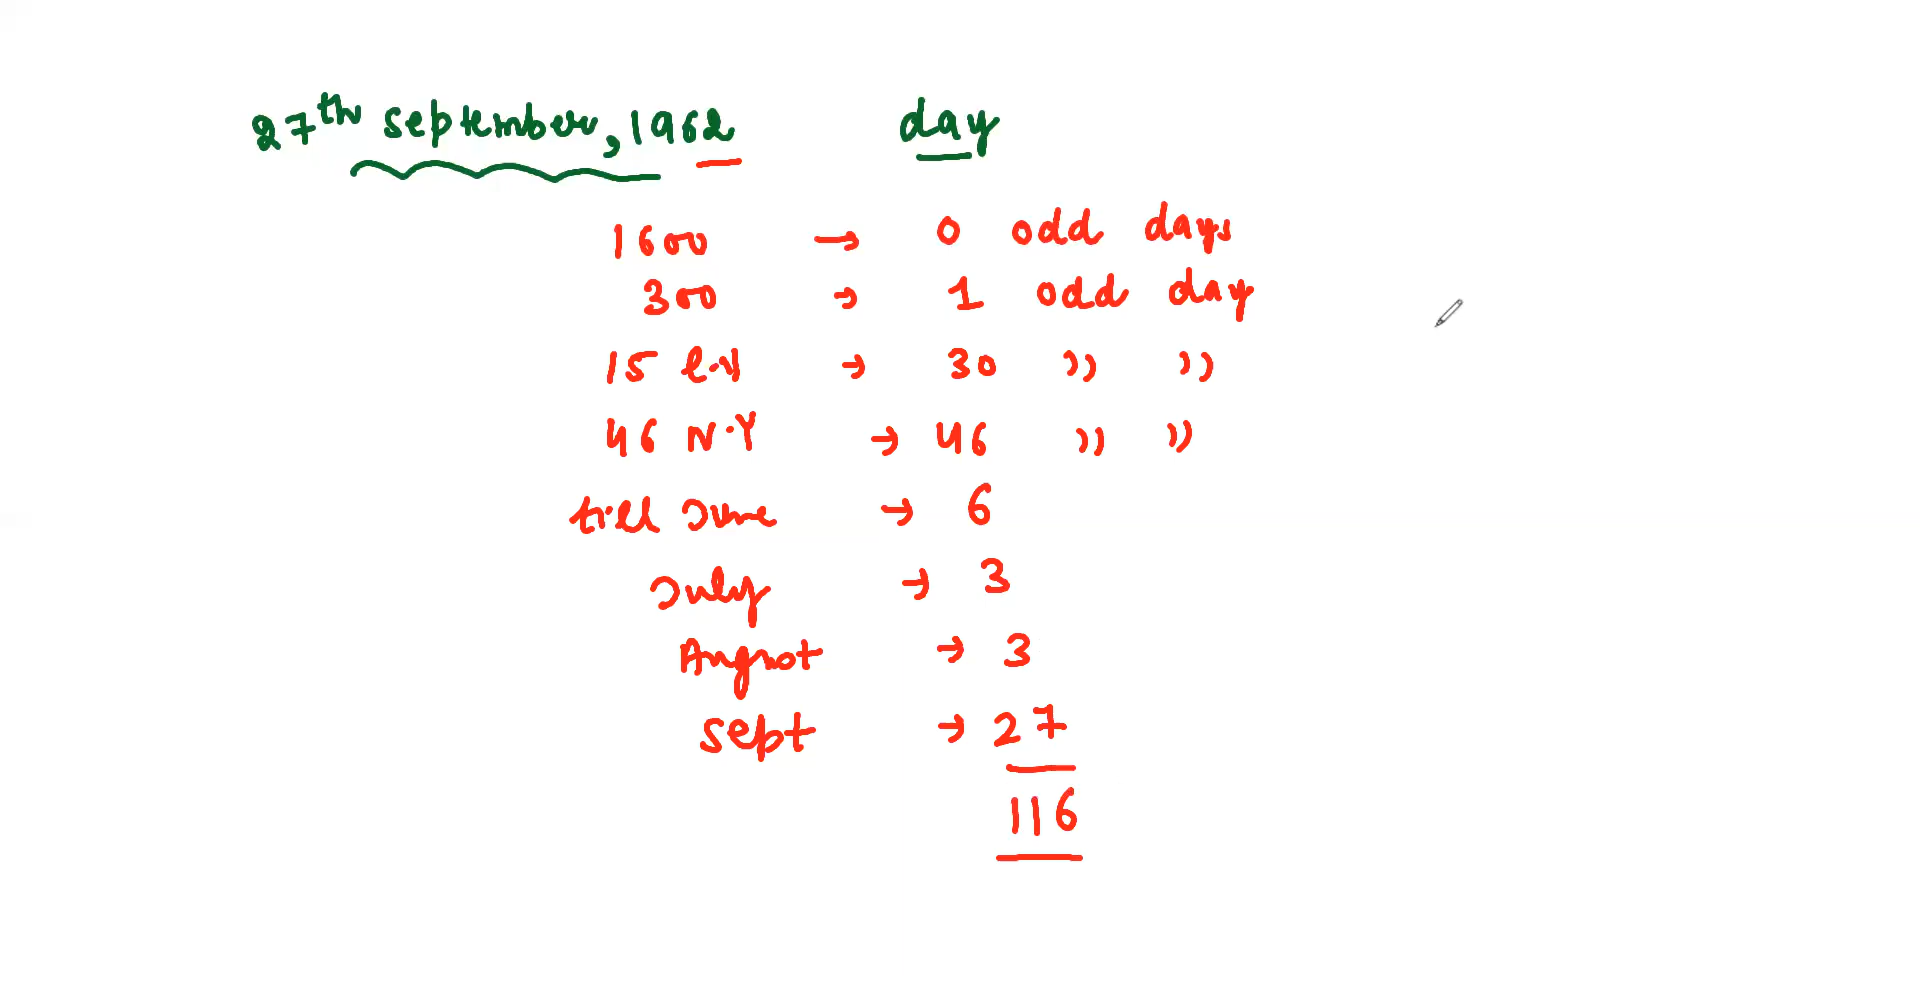 27th september, 1962 day
1600 → 0 odd days
300 → 1 odd day
15 l.y → 30 ,, ,,
46 N.Y → 46 ,, ,,
till June → 6
July → 3
August → 3
Sept → 27
116